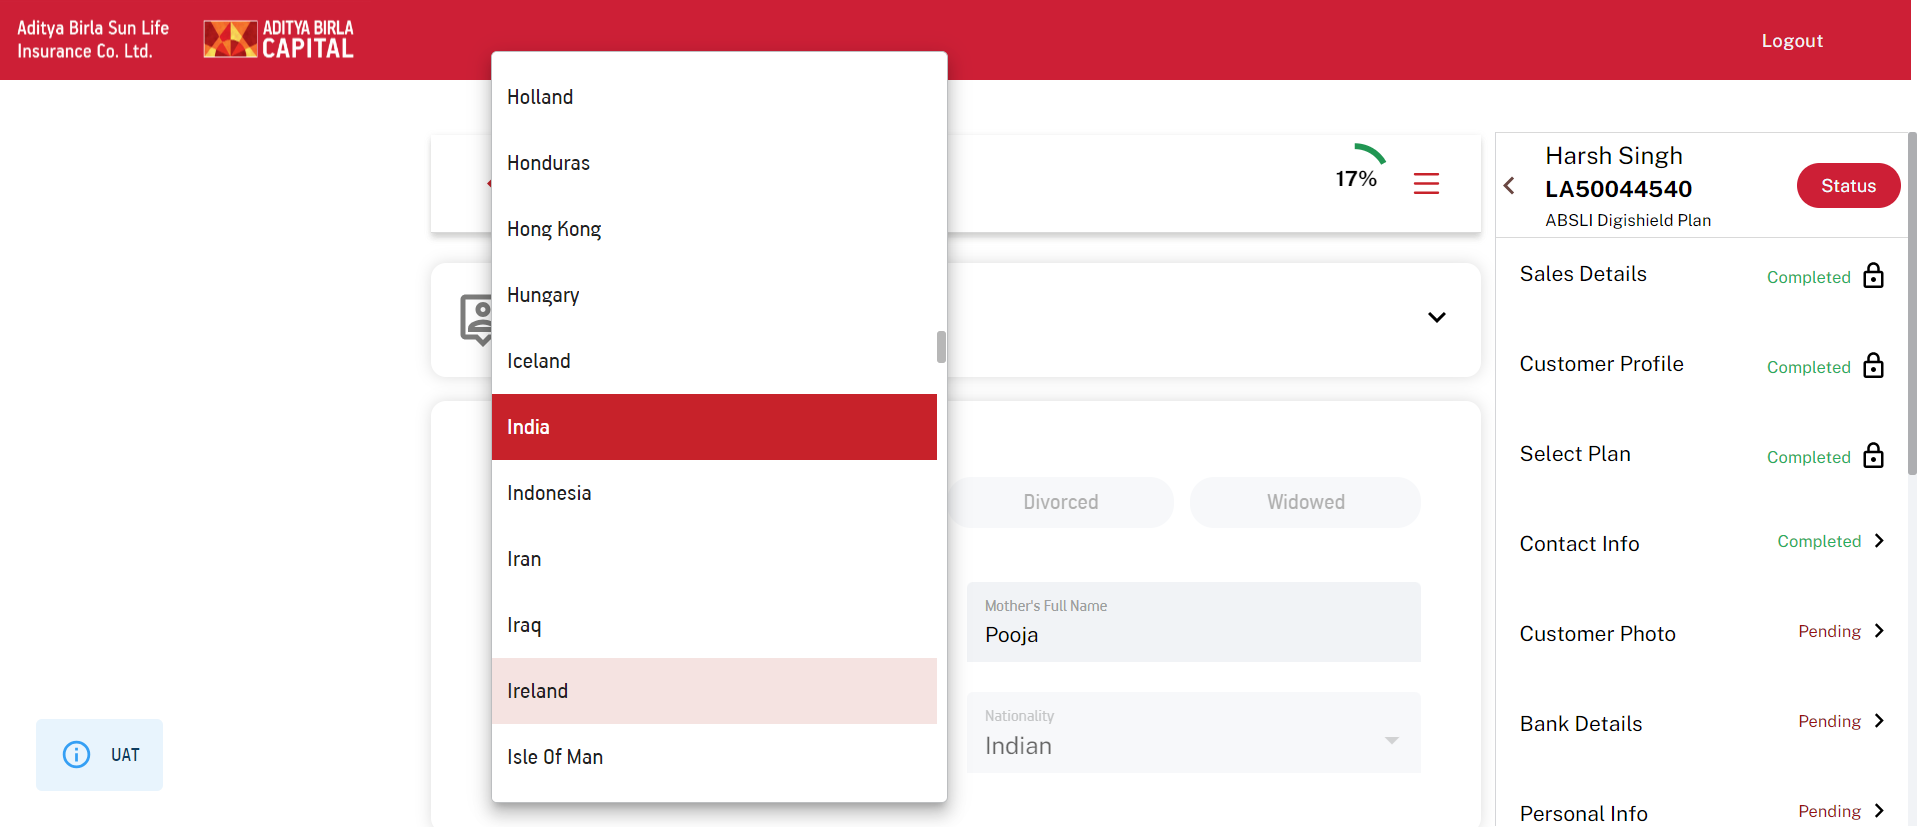 Aditya Birla Sun Life
Insurance Co. Ltd.
ADITYA BIRLA
CAPITAL
Logout
Holland
Honduras
Hong Kong
Hungary
Iceland
India
Indonesia
Iran
Iraq
Ireland
Isle Of Man
17%
Divorced
Widowed
Mother's Full Name
Pooja
Nationality
Indian
UAT
Harsh Singh
LA50044540
ABSLI Digishield Plan
Status
Sales Details
Completed
Customer Profile
Completed
Select Plan
Completed
Contact Info
Completed
Customer Photo
Pending
Bank Details
Pending
Personal Info
Pending